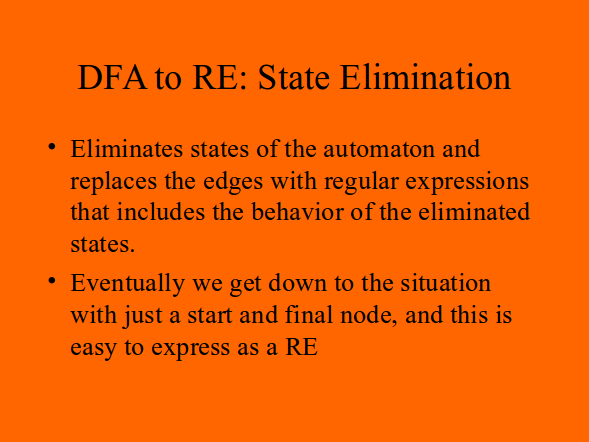 DFA to RE: State Elimination
• Eliminates states of the automaton and
replaces the edges with regular expressions
that includes the behavior of the eliminated
states.
• Eventually we get down to the situation
with just a start and final node, and this is
easy to express as a RE